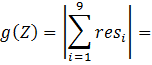 g(Z) = |∑_{i=1}^{9} res_i| =